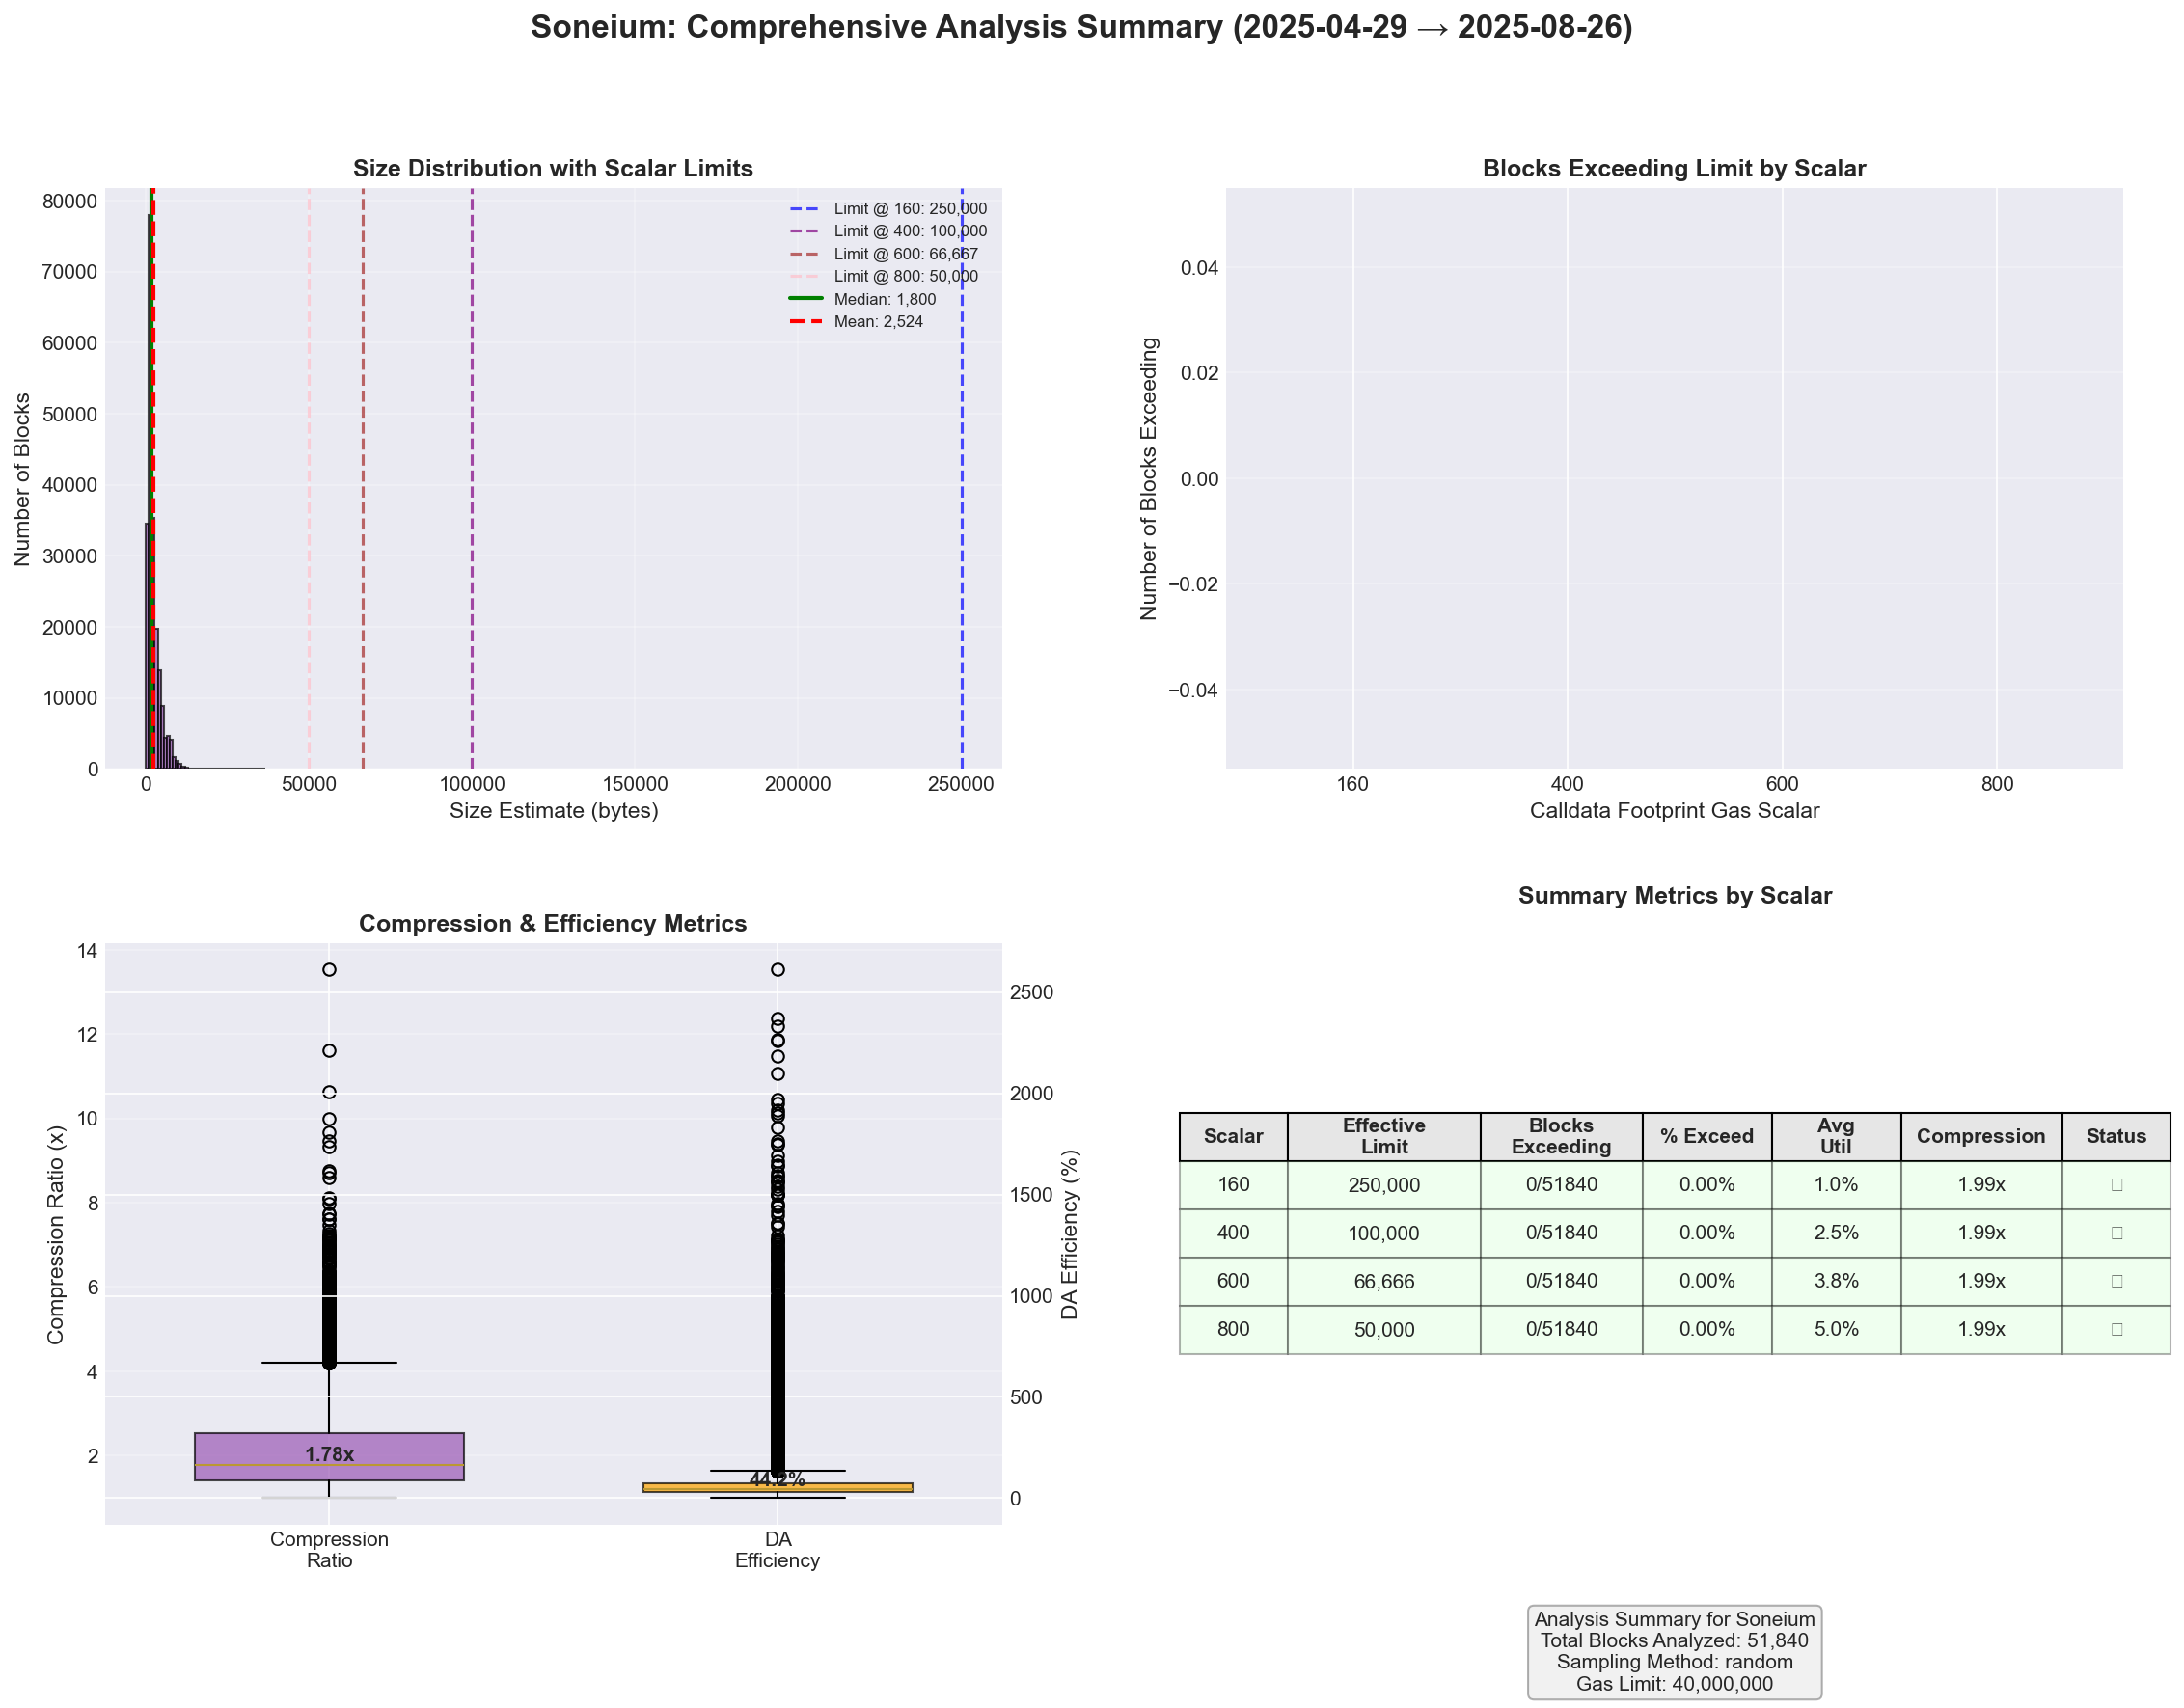 Soneium: Comprehensive Analysis Summary (2025-04-29 → 2025-08-26)
Size Distribution with Scalar Limits
80000
70000
60000
50000
40000
30000
20000
10000
0
Number of Blocks
0
50000
100000
150000
200000
250000
Size Estimate (bytes)
Limit @ 160: 250,000
Limit @ 400: 100,000
Limit @ 600: 66,667
Limit @ 800: 50,000
Median: 1,800
Mean: 2,524
Blocks Exceeding Limit by Scalar
0.04
0.02
0.00
−0.02
−0.04
Number of Blocks Exceeding
160
400
600
800
Calldata Footprint Gas Scalar
Compression & Efficiency Metrics
14
12
10
8
6
4
2
Compression Ratio (x)
1.78x
44.2%
2500
2000
1500
1000
500
0
DA Efficiency (%)
Compression
Ratio
DA
Efficiency
Summary Metrics by Scalar
Scalar Effective Limit Blocks Exceeding % Exceed Avg Util Compression Status
160 250,000 0/51840 0.00% 1.0% 1.99x
400 100,000 0/51840 0.00% 2.5% 1.99x
600 66,666 0/51840 0.00% 3.8% 1.99x
800 50,000 0/51840 0.00% 5.0% 1.99x
Analysis Summary for Soneium
Total Blocks Analyzed: 51,840
Sampling Method: random
Gas Limit: 40,000,000